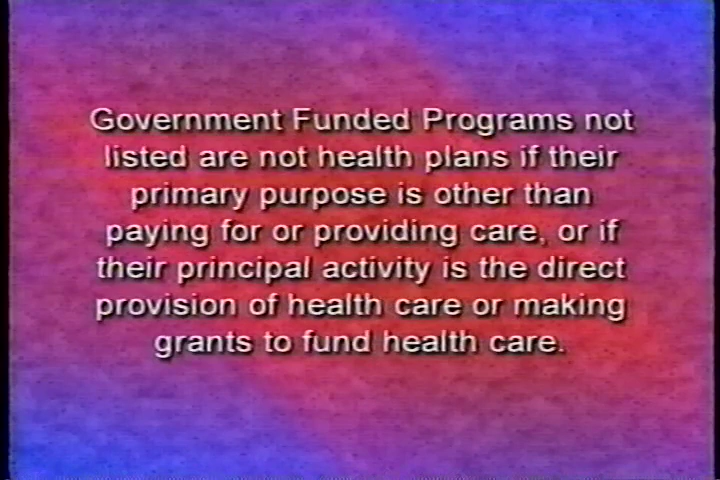 Government Funded Programs not
listed are not health plans if their
primary purpose is other than
paying for or providing care, or if
their principal activity is the direct
provision of health care or making
grants to fund health care.